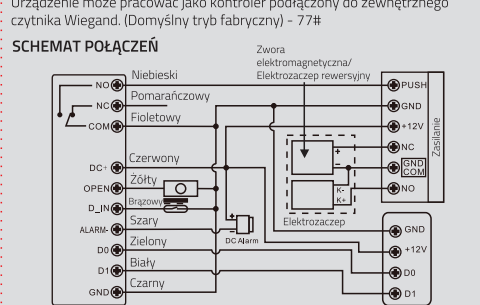 Urządzenie może pracować jako kontroler podłączony do zewnętrznego
czytnika Wiegand. (Domyślny tryb fabryczny) - 77#
SCHEMAT POŁĄCZEŃ
Zwora
elektromagnetyczna/
Elektrozaczep rewersyjny
NO
Niebieski
NC
Pomarańczowy
COM
Fioletowy
DC+
Czerwony
OPEN
Żółty
D_IN
Brązowy
ALARM-
Szary
D0
Zielony
D1
Biały
GND
Czarny
+
-
DC Alarm
+
-
K-
K+
Elektrozaczep
PUSH
GND
+12V
NC
GND
COM
NO
Zasilanie
GND
+12V
D0
D1